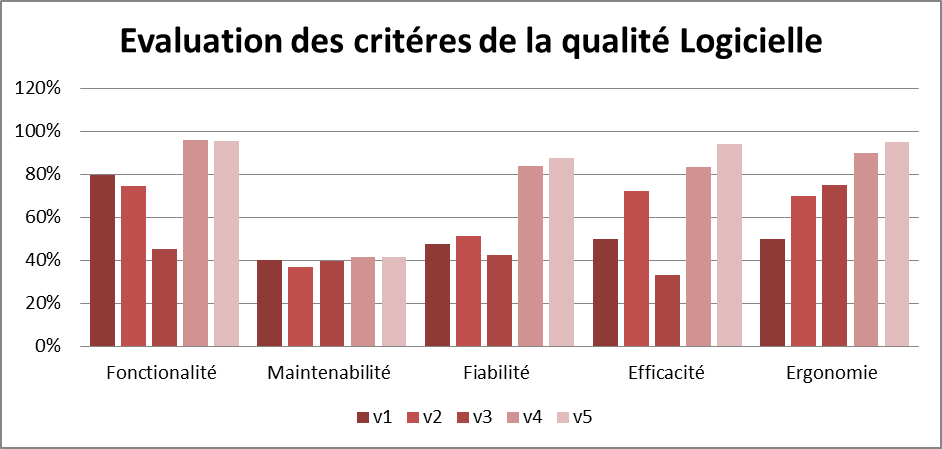 Evaluation des critéres de la qualité Logicielle
120%
100%
80%
60%
40%
20%
0%
Fonctionalité Maintenabilité Fiabilité Efficacité Ergonomie
v1 v2 v3 v4 v5